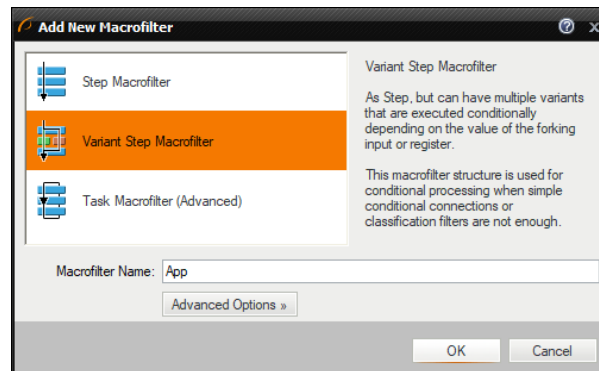 Add New Macrofilter
Step Macrofilter
Variant Step Macrofilter
Task Macrofilter (Advanced)
Variant Step Macrofilter
As Step, but can have multiple variants
that are executed conditionally
depending on the value of the forking
input or register.
This macrofilter structure is used for
conditional processing when simple
conditional connections or
classification filters are not enough.
Macrofilter Name: App
Advanced Options »
OK Cancel